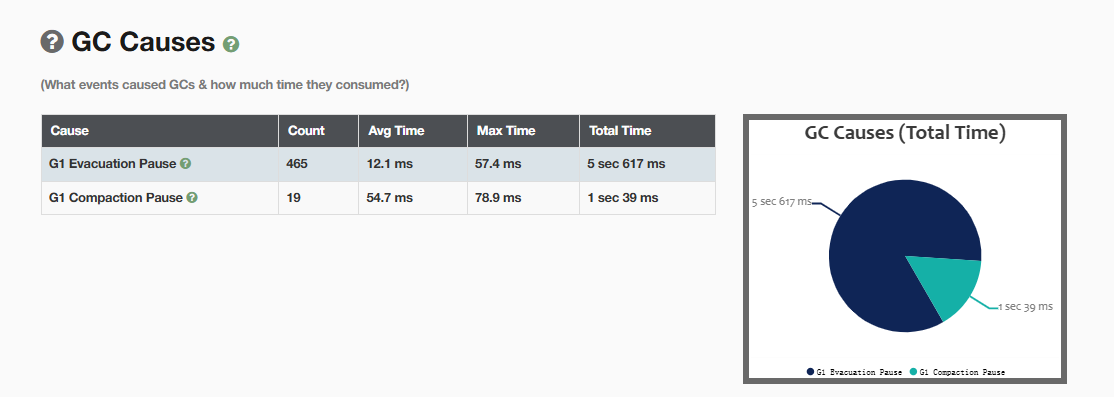 GC Causes
(What events caused GCs & how much time they consumed?)
Cause Count Avg Time Max Time Total Time
G1 Evacuation Pause 465 12.1 ms 57.4 ms 5 sec 617 ms
G1 Compaction Pause 19 54.7 ms 78.9 ms 1 sec 39 ms
GC Causes (Total Time)
5 sec 617 ms
1 sec 39 ms
G1 Evacuation Pause G1 Compaction Pause